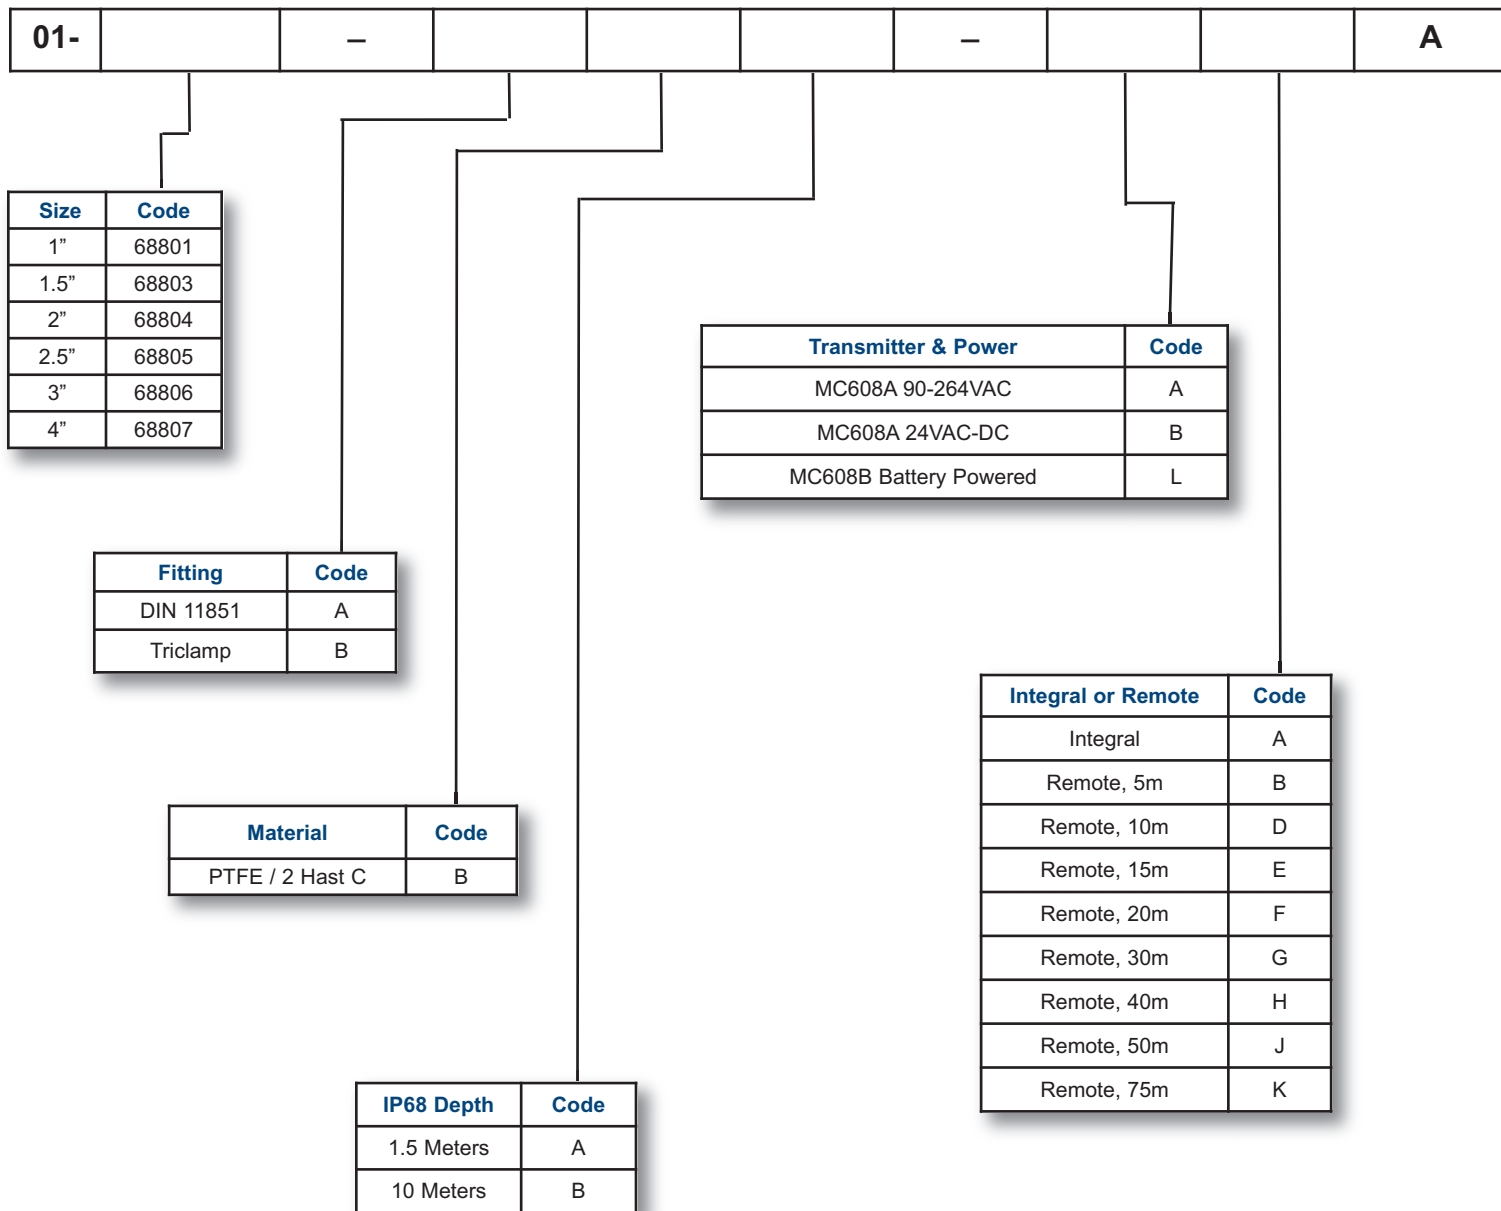 01- – – A
Size Code
1” 68801
1.5” 68803
2” 68804
2.5” 68805
3” 68806
4” 68807
Transmitter & Power Code
MC608A 90-264VAC A
MC608A 24VAC-DC B
MC608B Battery Powered L
Fitting Code
DIN 11851 A
Triclamp B
Integral or Remote Code
Integral A
Remote, 5m B
Remote, 10m D
Remote, 15m E
Remote, 20m F
Remote, 30m G
Remote, 40m H
Remote, 50m J
Remote, 75m K
Material Code
PTFE / 2 Hast C B
IP68 Depth Code
1.5 Meters A
10 Meters B